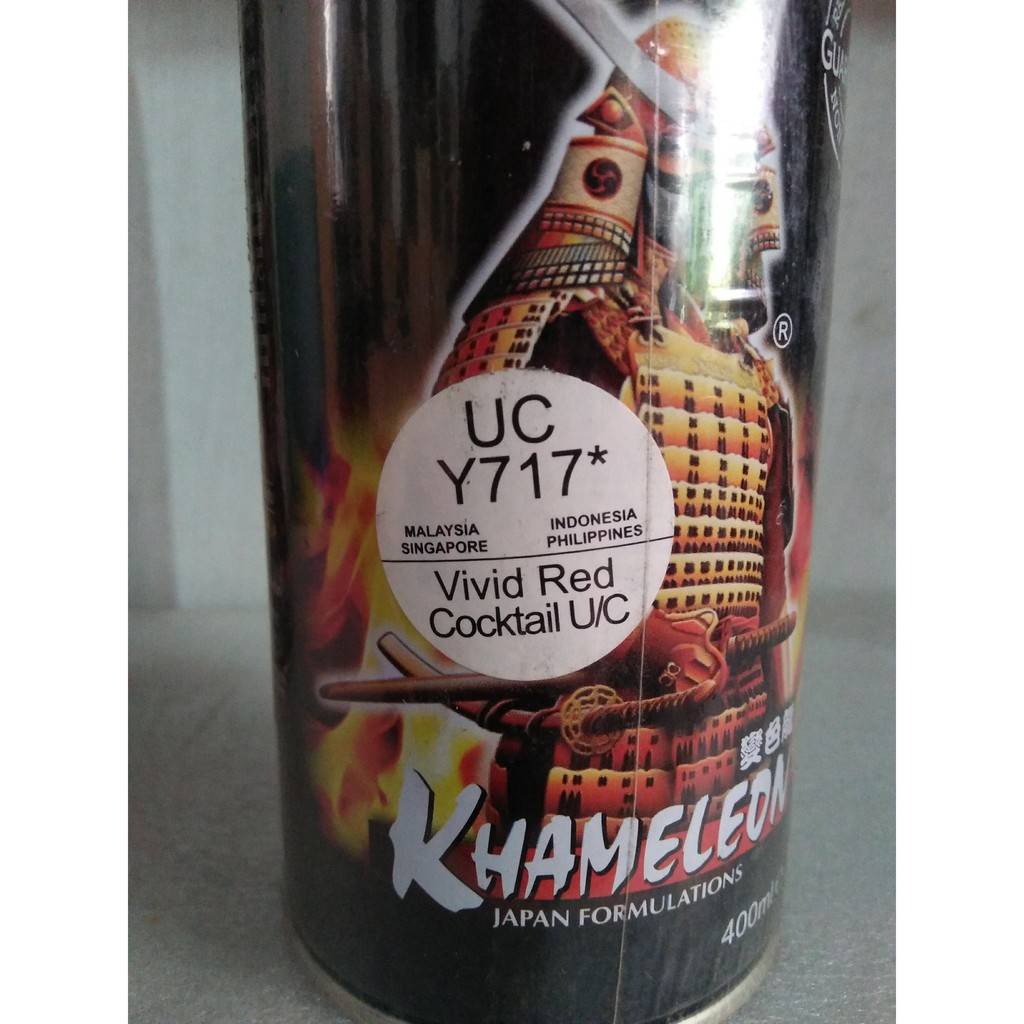 UC
Y717*
MALAYSIA
SINGAPORE
INDONESIA
PHILIPPINES
Vivid Red
Cocktail U/C
®
變色龍
KHAMELEON
JAPAN FORMULATIONS
400ml